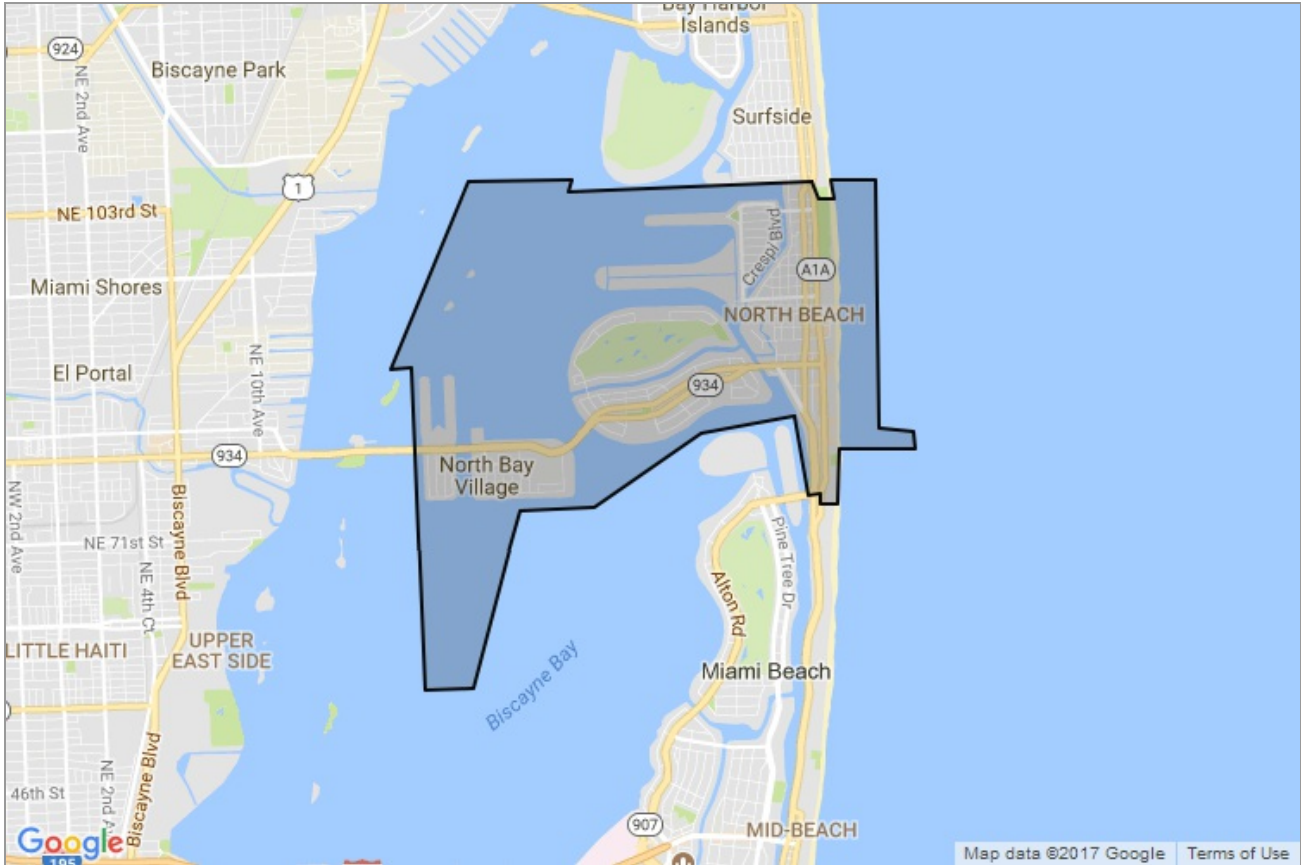 Bay Harbor
Islands
924
Biscayne Park
NE 2nd Ave
Surfside
1
NE 103rd St
Crespi Blvd
A1A
Miami Shores
NORTH BEACH
El Portal
NE 10th Ave
934
934
North Bay
Village
NW 2nd Ave
Biscayne Blvd
NE 71st St
NE 4th Ct
Pine Tree Dr
Alton Rd
LITTLE HAITI
UPPER
EAST SIDE
Miami Beach
Biscayne Bay
Biscayne Blvd
46th St
907
MID-BEACH
Google
195
Map data ©2017 Google
Terms of Use